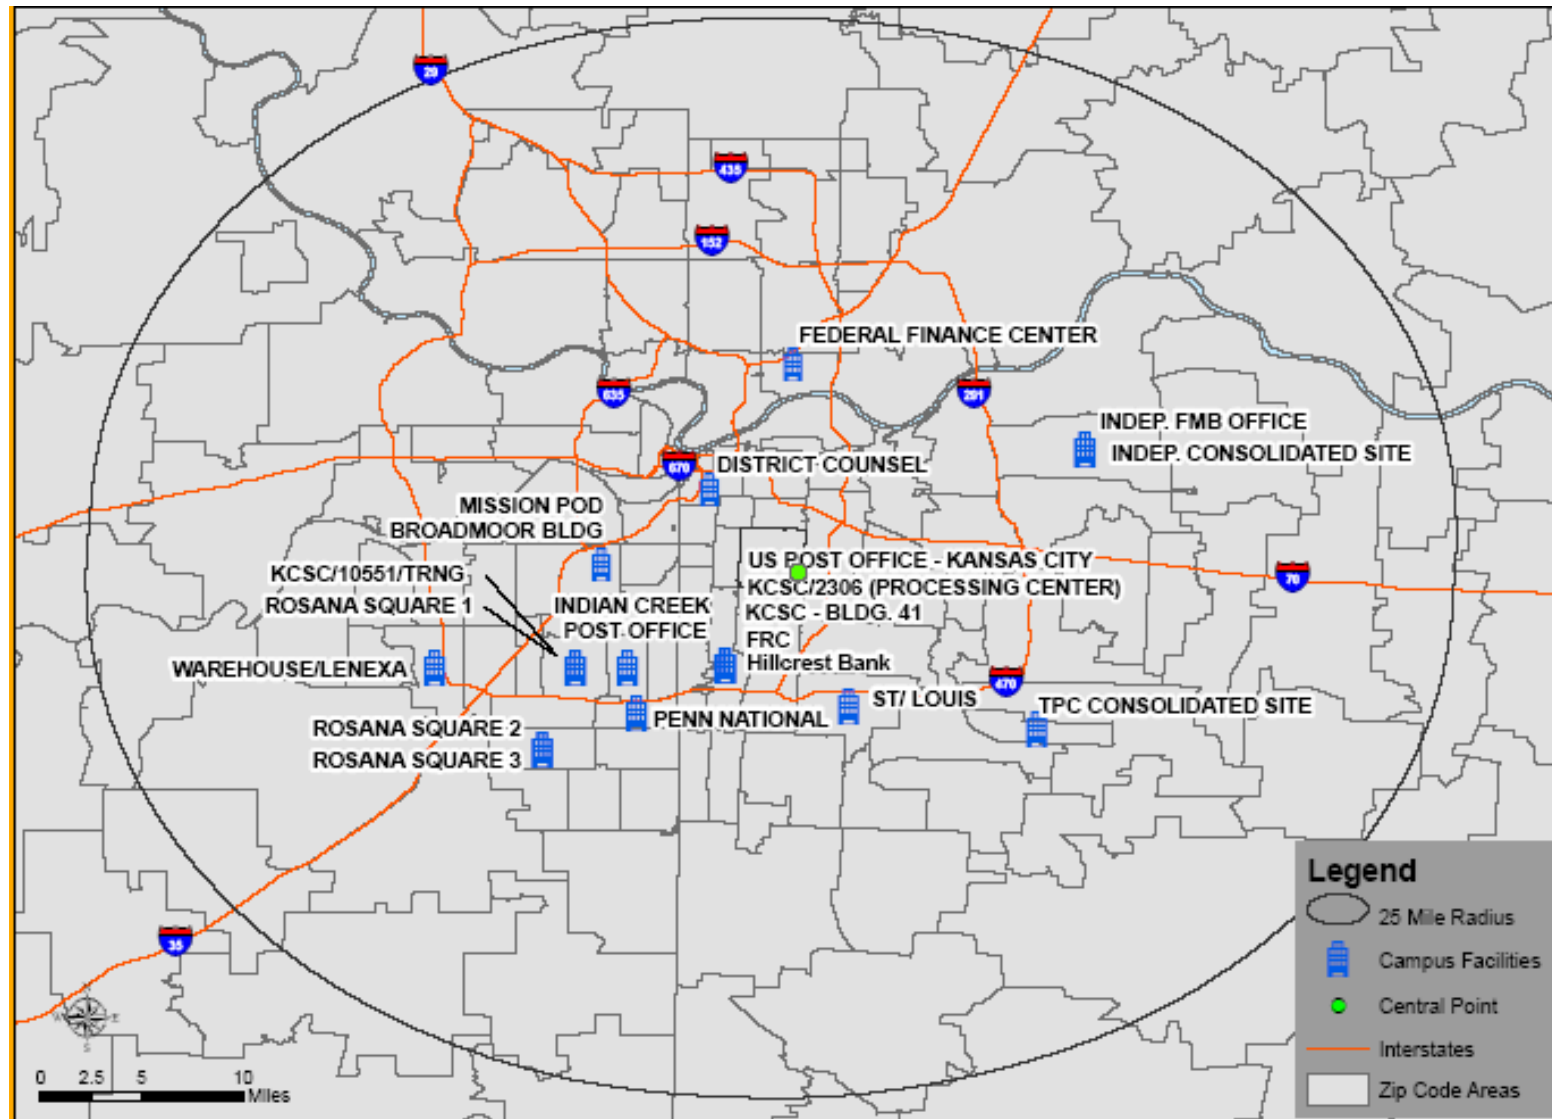 29
435
152
FEDERAL FINANCE CENTER
635
291
INDEP. FMB OFFICE
INDEP. CONSOLIDATED SITE
670
DISTRICT COUNSEL
MISSION POD
BROADMOOR BLDG
US POST OFFICE - KANSAS CITY
KCSC/2306 (PROCESSING CENTER)
KCSC - BLDG. 41
FRC
Hillcrest Bank
70
KCSC/10551/TRNG
ROSANA SQUARE 1
INDIAN CREEK
POST OFFICE
WAREHOUSE/LENEXA
470
ST/ LOUIS
TPC CONSOLIDATED SITE
PENN NATIONAL
ROSANA SQUARE 2
ROSANA SQUARE 3
35
N
W
E
S
0 2.5 5 10
Miles
Legend
25 Mile Radius
Campus Facilities
Central Point
Interstates
Zip Code Areas